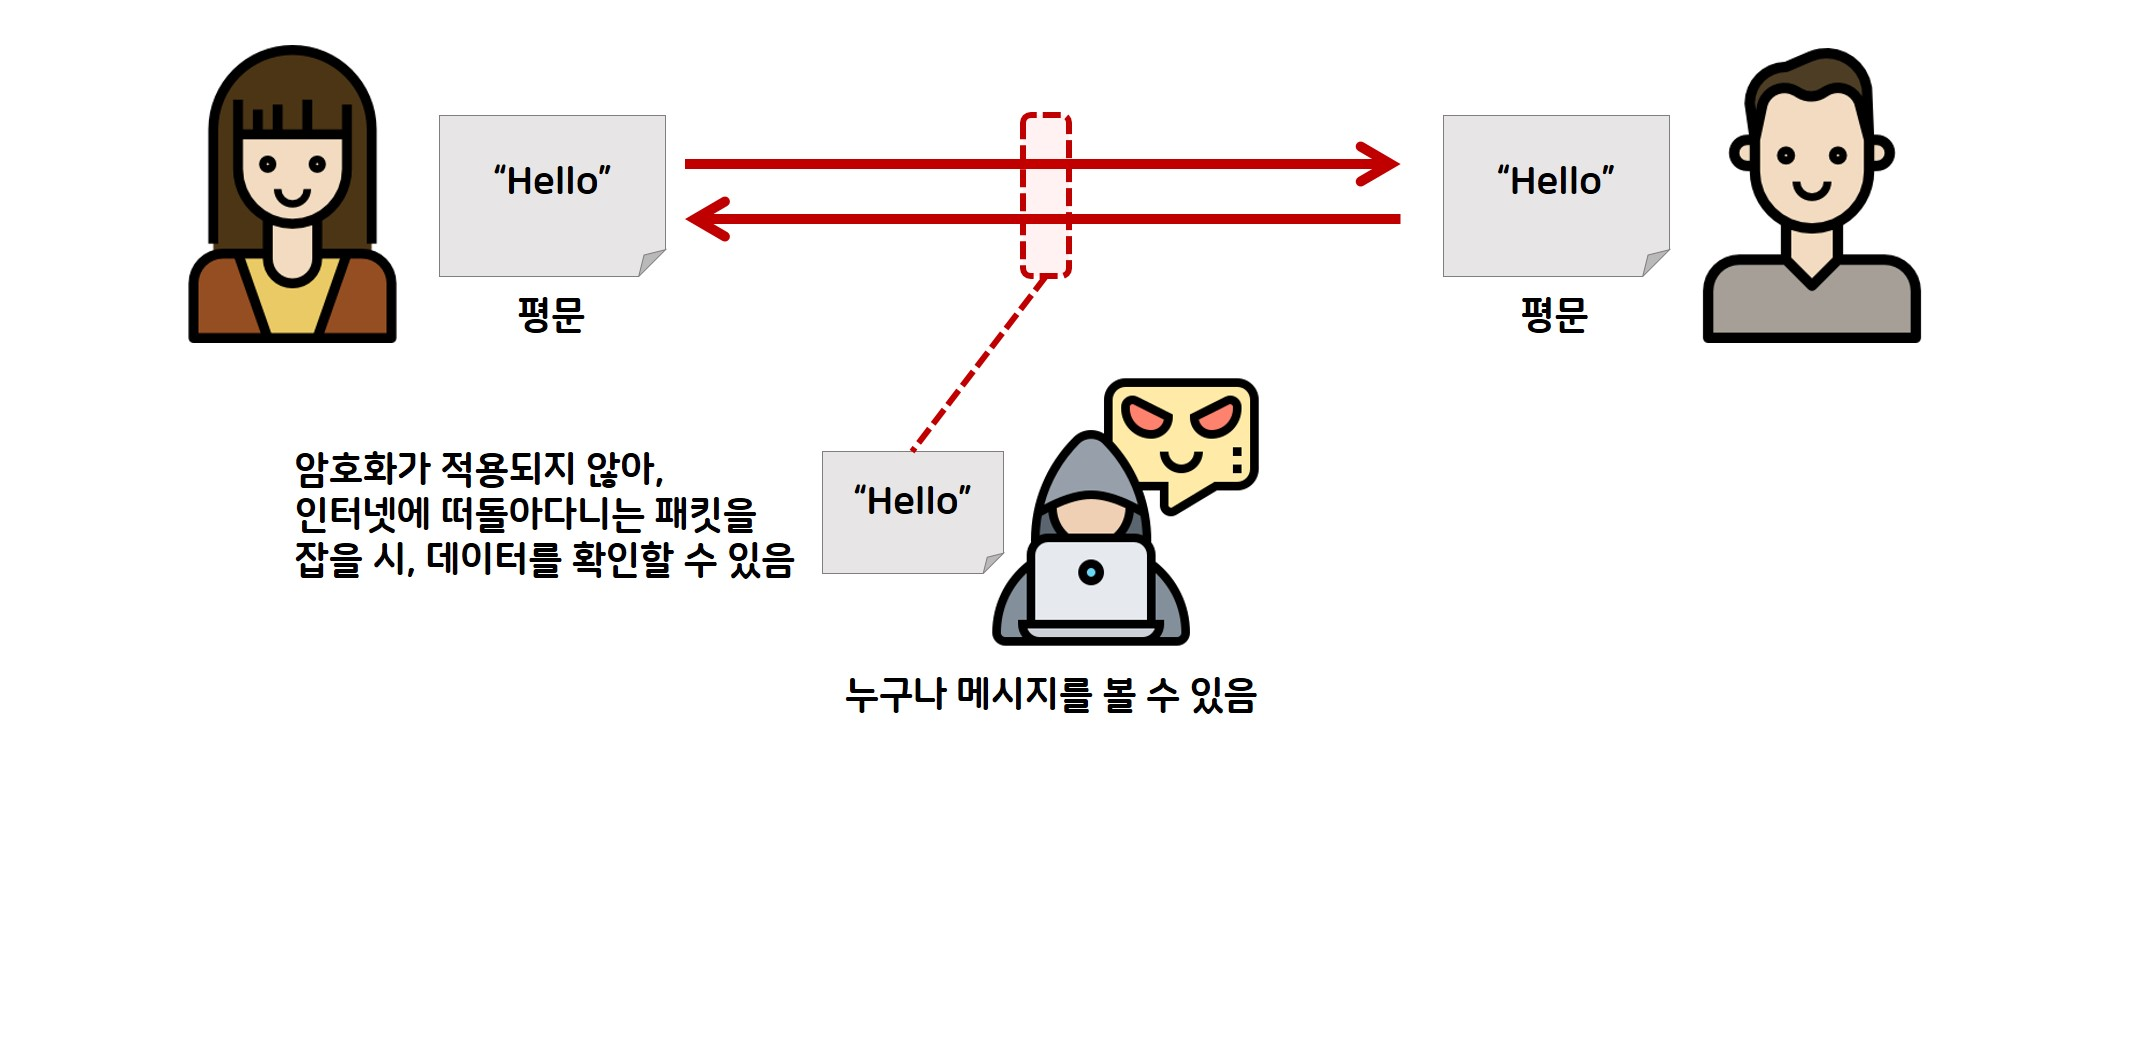 “Hello”
“Hello”
평문
평문
암호화가 적용되지 않아,
인터넷에 떠돌아다니는 패킷을
잡을 시, 데이터를 확인할 수 있음
“Hello”
누구나 메시지를 볼 수 있음